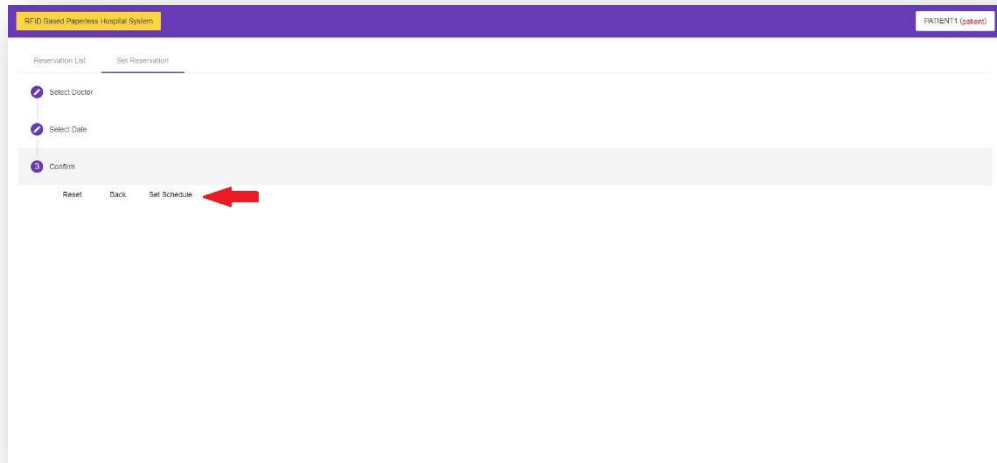 RFID Based Paperless Hospital System
PATIENT1 (patient)
Reservation List
Set Reservation
Select Doctor
Select Date
3 Confirm
Reset Back Set Schedule